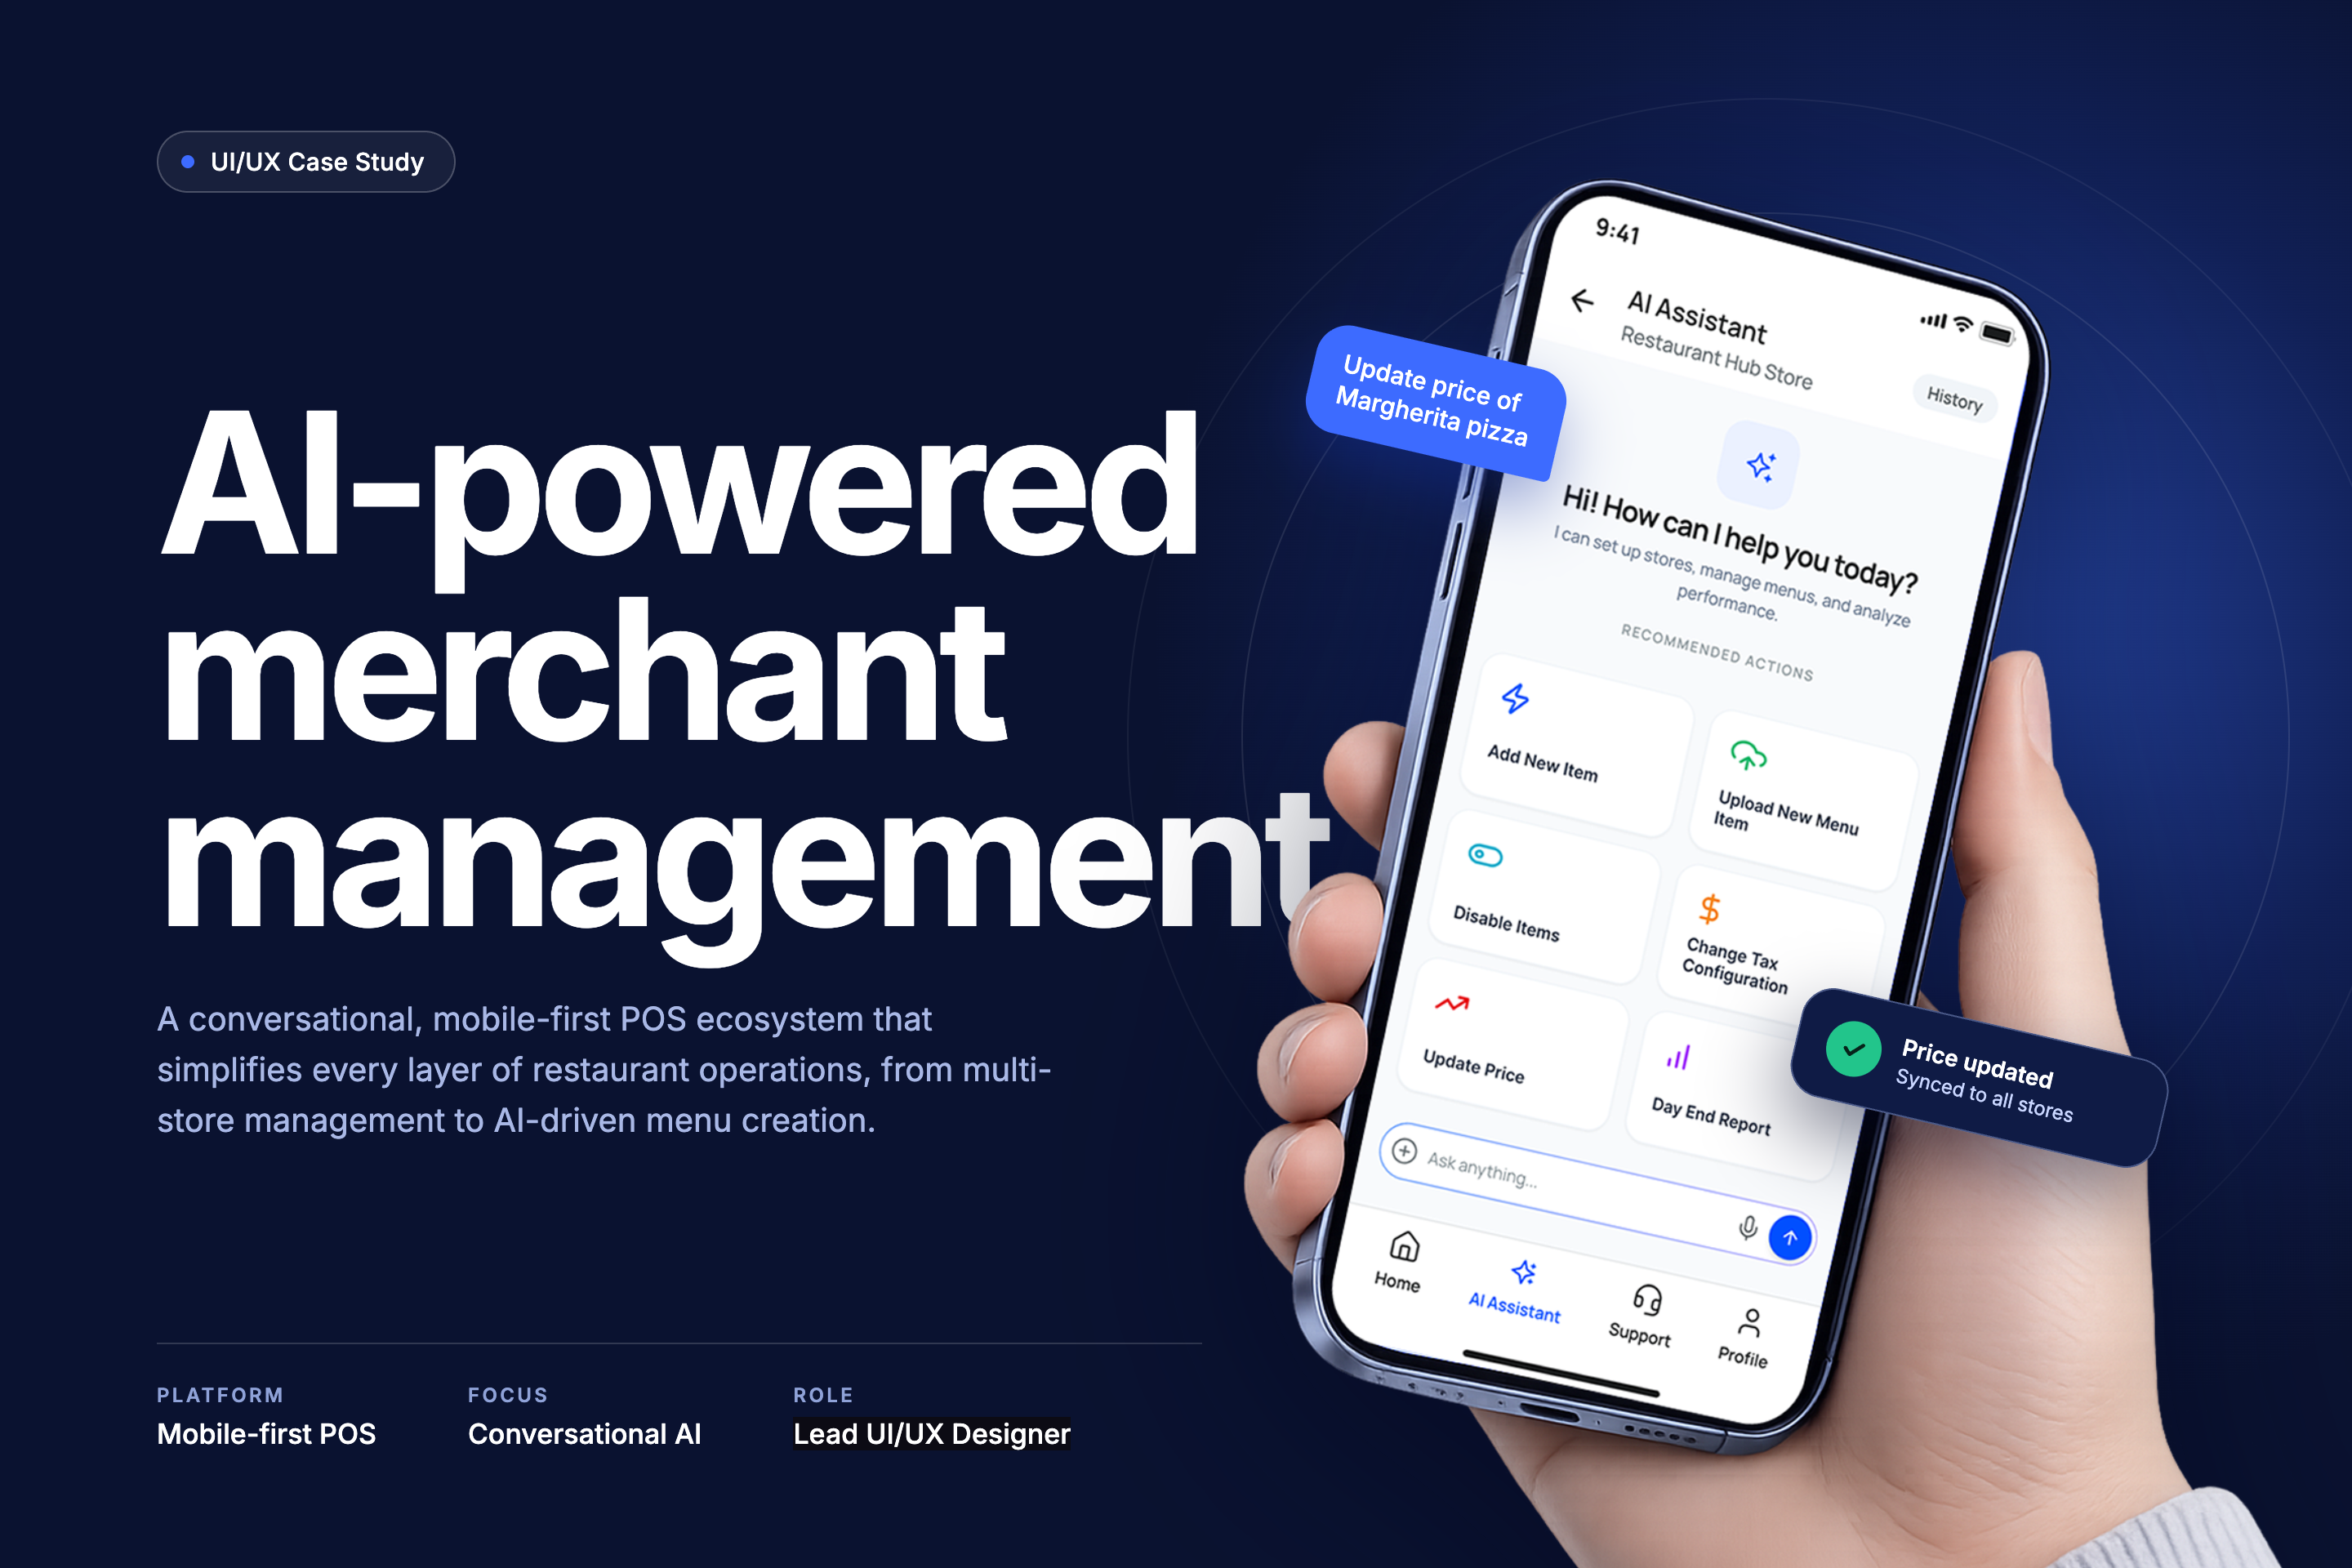 UI/UX Case Study
AI-powered
merchant
management
A conversational, mobile-first POS ecosystem that
simplifies every layer of restaurant operations, from multi-
store management to AI-driven menu creation.
PLATFORM
Mobile-first POS
FOCUS
Conversational AI
ROLE
Lead UI/UX Designer
9:41
AI Assistant
Restaurant Hub Store
History
Update price of
Margherita pizza
Hi! How can I help you today?
I can set up stores, manage menus, and analyze
performance.
RECOMMENDED ACTIONS
Add New Item
Upload New Menu
Item
Disable Items
Change Tax
Configuration
Update Price
Day End Report
Price updated
Synced to all stores
Ask anything...
Home
AI Assistant
Support
Profile